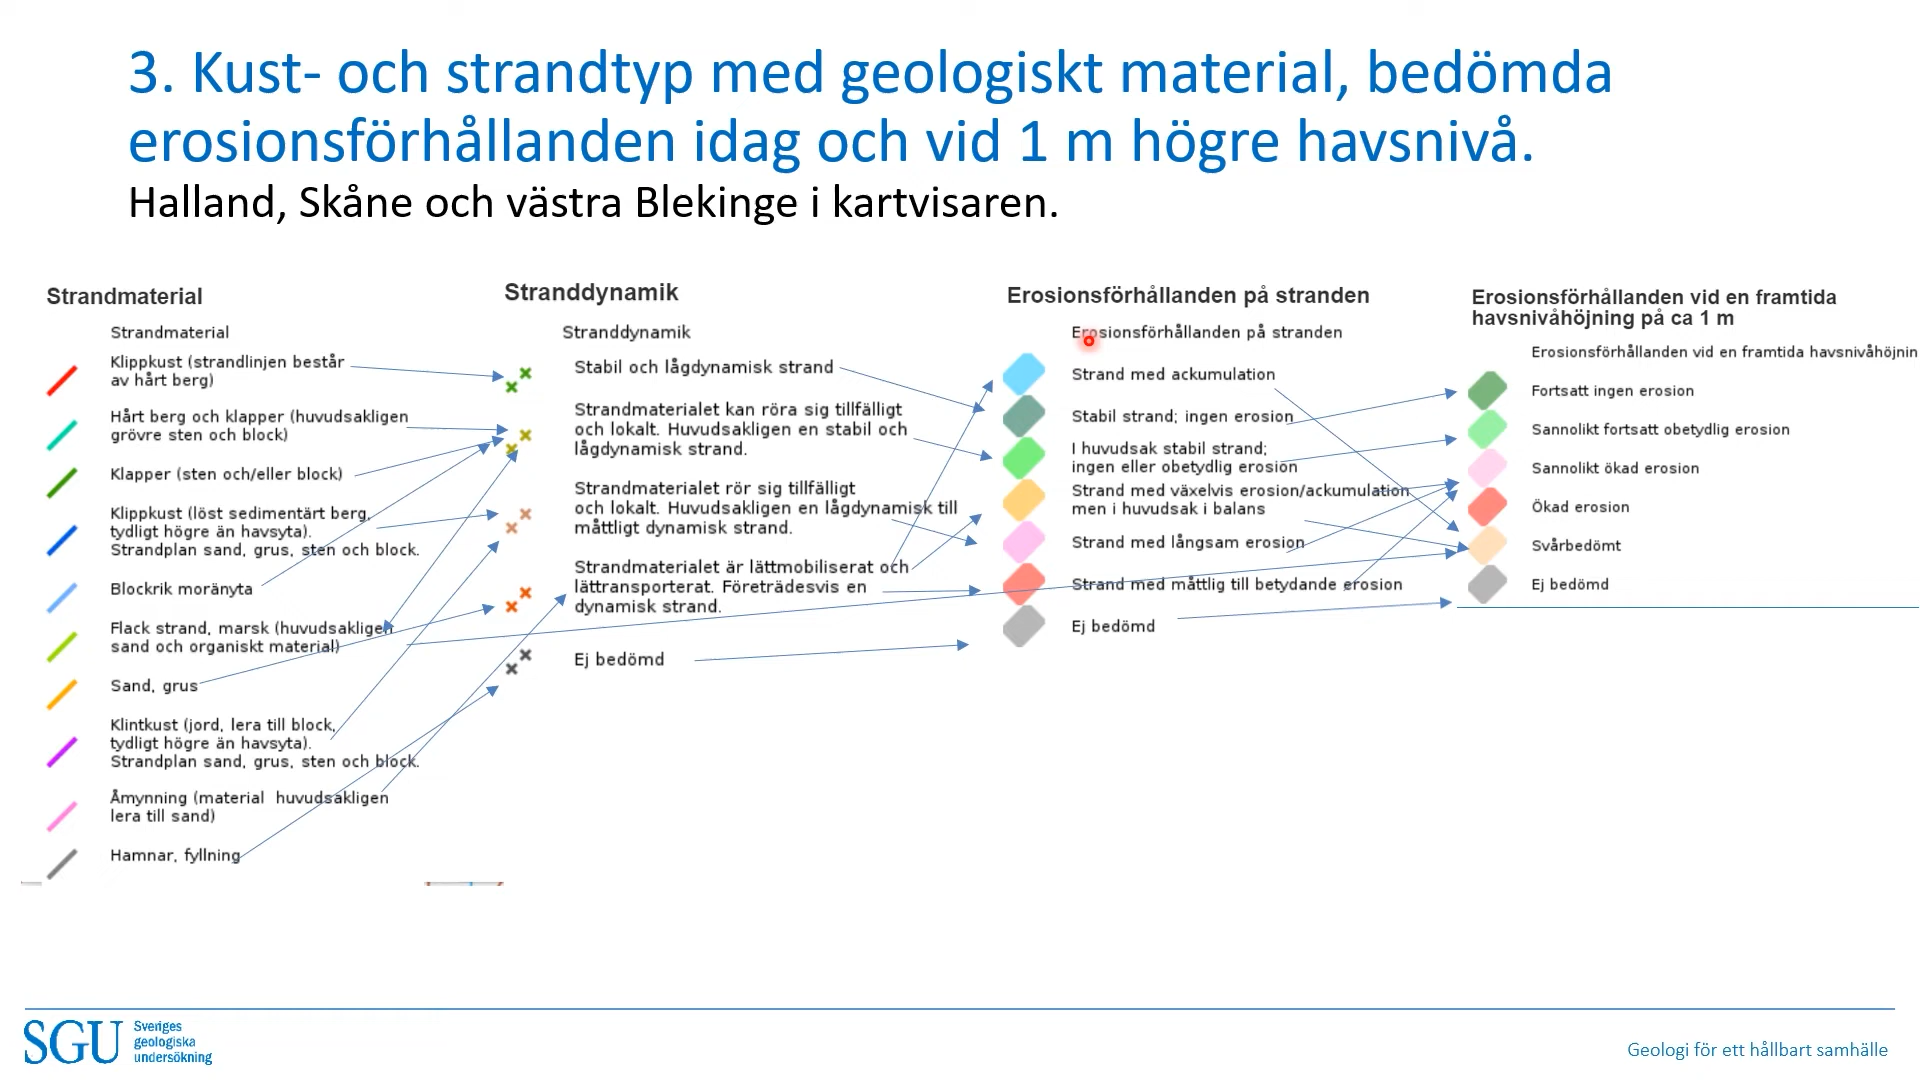 3. Kust- och strandtyp med geologiskt material, bedömda
erosionsförhållanden idag och vid 1 m högre havsnivå.
Halland, Skåne och västra Blekinge i kartvisaren.
Strandmaterial
Strandmaterial
Klippkust (strandlinjen består
av hårt berg)
Hårt berg och klapper (huvudsakligen
grövre sten och block)
Klapper (sten och/eller block)
Klippkust (löst sedimentärt berg,
tydligt högre än havsyta).
Strandplan sand, grus, sten och block.
Blockrik moränyta
Flack strand, marsk (huvudsakligen
sand och organiskt material)
Sand, grus
Klintkust (jord, lera till block,
tydligt högre än havsyta).
Strandplan sand, grus, sten och block.
Åmynning (material huvudsakligen
lera till sand)
Hamnar, fyllning
Stranddynamik
Stranddynamik
Stabil och lågdynamisk strand
Strandmaterialet kan röra sig tillfälligt
och lokalt. Huvudsakligen en stabil och
lågdynamisk strand.
Strandmaterialet rör sig tillfälligt
och lokalt. Huvudsakligen en lågdynamisk till
måttligt dynamisk strand.
Strandmaterialet är lättmobiliserat och
lättransporterat. Företrädesvis en
dynamisk strand.
Ej bedömd
Erosionsförhållanden på stranden
Erosionsförhållanden på stranden
Strand med ackumulation
Stabil strand; ingen erosion
I huvudsak stabil strand;
ingen eller obetydlig erosion
Strand med växelvis erosion/ackumulation
men i huvudsak i balans
Strand med långsam erosion
Strand med måttlig till betydande erosion
Ej bedömd
Erosionsförhållanden vid en framtida
havsnivåhöjning på ca 1 m
Erosionsförhållanden vid en framtida havsnivåhöjnin
Fortsatt ingen erosion
Sannolikt fortsatt obetydlig erosion
Sannolikt ökad erosion
Ökad erosion
Svårbedömt
Ej bedömd
SGU
Sveriges
geologiska
undersökning
Geologi för ett hållbart samhälle